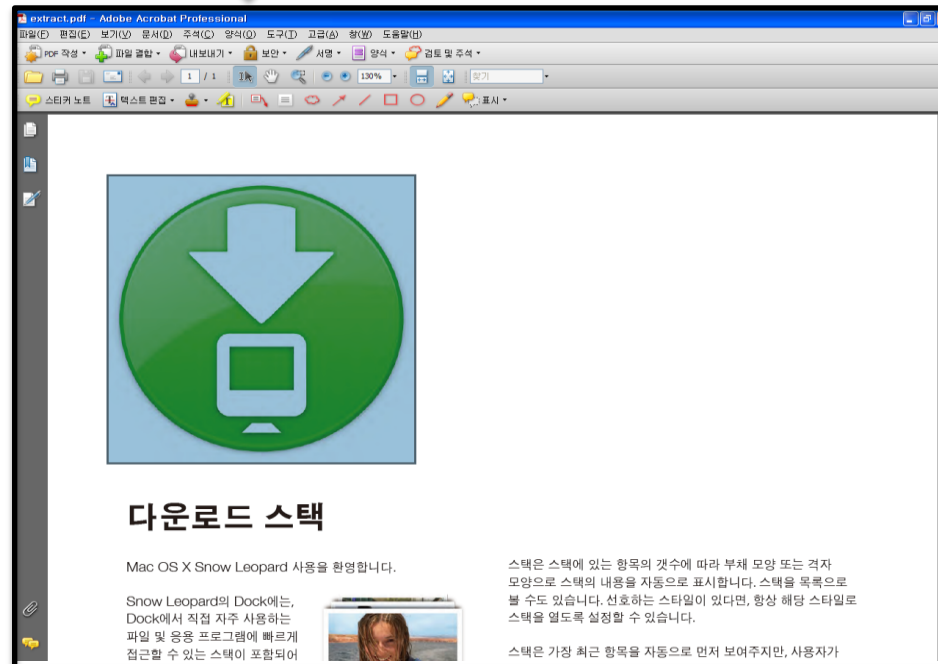 extract.pdf - Adobe Acrobat Professional
파일(F) 편집(E) 보기(V) 문서(D) 주석(C) 양식(O) 도구(T) 고급(A) 창(W) 도움말(H)
PDF 작성 파일 결합 내보내기 보안 서명 양식 검토 및 주석
1 / 1 130% 찾기
스티커 노트 텍스트 편집 표시
다운로드 스택
Mac OS X Snow Leopard 사용을 환영합니다.
Snow Leopard의 Dock에는,
Dock에서 직접 자주 사용하는
파일 및 응용 프로그램에 빠르게
접근할 수 있는 스택이 포함되어
스택은 스택에 있는 항목의 갯수에 따라 부채 모양 또는 격자
모양으로 스택의 내용을 자동으로 표시합니다. 스택을 목록으로
볼 수도 있습니다. 선호하는 스타일이 있다면, 항상 해당 스타일로
스택을 열도록 설정할 수 있습니다.
스택은 가장 최근 항목을 자동으로 먼저 보여주지만, 사용자가